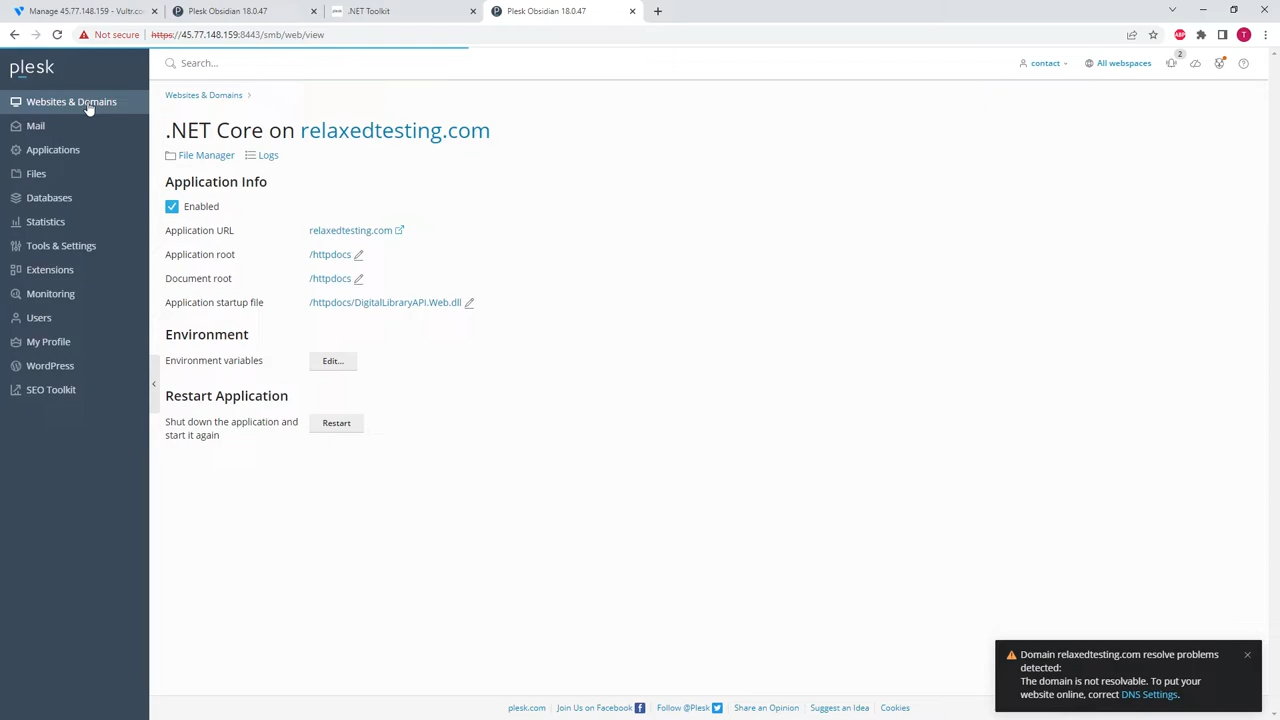 Manage 45.77.148.159 - Vultr.co
Plesk Obsidian 18.0.47
.NET Toolkit
Plesk Obsidian 18.0.47
Not secure
https://45.77.148.159:8443/smb/web/view
ABP
T
plesk
Search...
contact
All webspaces
2
Websites & Domains
Mail
Applications
Files
Databases
Statistics
Tools & Settings
Extensions
Monitoring
Users
My Profile
WordPress
SEO Toolkit
Websites & Domains
.NET Core on relaxedtesting.com
File Manager Logs
Application Info
Enabled
Application URL relaxedtesting.com
Application root /httpdocs
Document root /httpdocs
Application startup file /httpdocs/DigitalLibraryAPI.Web.dll
Environment
Environment variables Edit...
Restart Application
Shut down the application and
start it again
Restart
Domain relaxedtesting.com resolve problems
detected:
The domain is not resolvable. To put your
website online, correct DNS Settings.
plesk.com Join Us on Facebook Follow @Plesk Share an Opinion Suggest an Idea Cookies